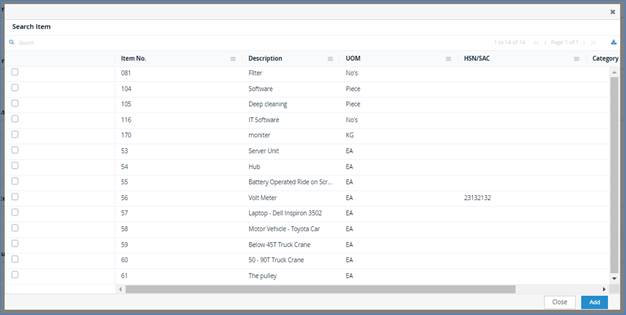 Search Item
Search
1 to 14 of 14 Page 1 of 1
Item No. Description UOM HSN/SAC Category
081 Filter No's
104 Software Piece
105 Deep cleaning Piece
116 IT Software No's
170 moniter KG
53 Server Unit EA
54 Hub EA
55 Battery Operated Ride on Scr... EA
56 Volt Meter EA 23132132
57 Laptop - Dell Inspiron 3502 EA
58 Motor Vehicle - Toyota Car EA
59 Below 45T Truck Crane EA
60 50 - 90T Truck Crane EA
61 The pulley EA
Close Add